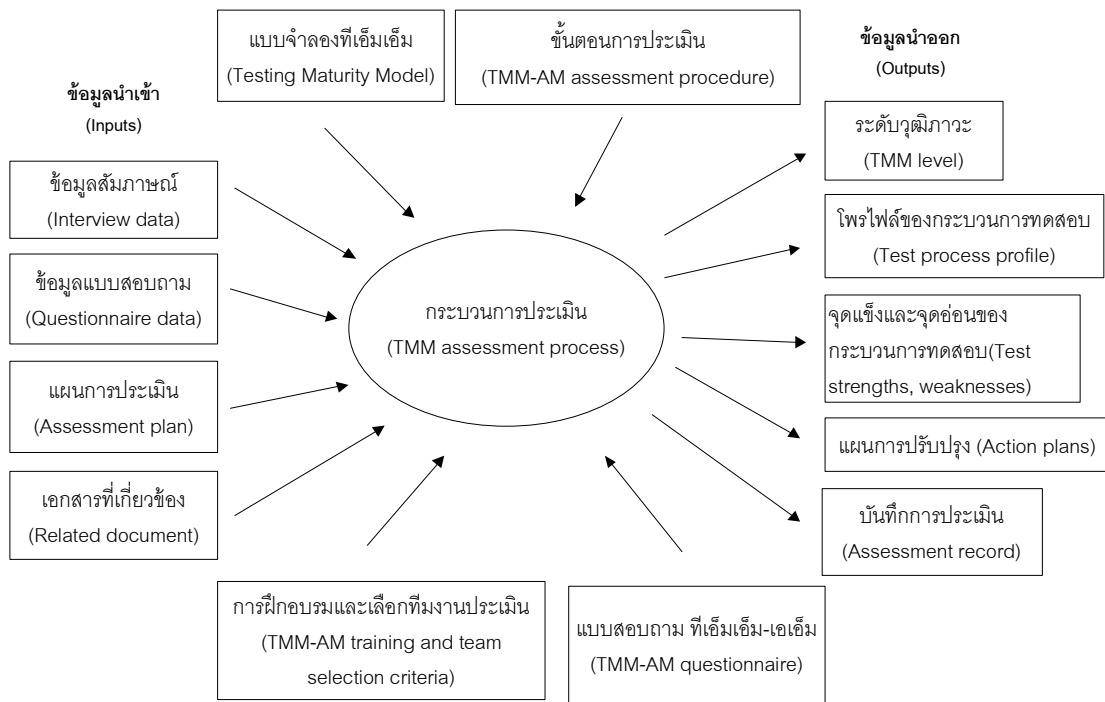 แบบจำลองทีเอ็มเอ็ม
(Testing Maturity Model)
ขั้นตอนการประเมิน
(TMM-AM assessment procedure)
ข้อมูลนำออก
(Outputs)
ข้อมูลนำเข้า
(Inputs)
ระดับวุฒิภาวะ
(TMM level)
ข้อมูลสัมภาษณ์
(Interview data)
โพรไฟล์ของกระบวนการทดสอบ
(Test process profile)
ข้อมูลแบบสอบถาม
(Questionnaire data)
กระบวนการประเมิน
(TMM assessment process)
จุดแข็งและจุดอ่อนของ
กระบวนการทดสอบ(Test
strengths, weaknesses)
แผนการประเมิน
(Assessment plan)
แผนการปรับปรุง (Action plans)
เอกสารที่เกี่ยวข้อง
(Related document)
บันทึกการประเมิน
(Assessment record)
การฝึกอบรมและเลือกทีมงานประเมิน
(TMM-AM training and team
selection criteria)
แบบสอบถาม ทีเอ็มเอ็ม-เอเอ็ม
(TMM-AM questionnaire)